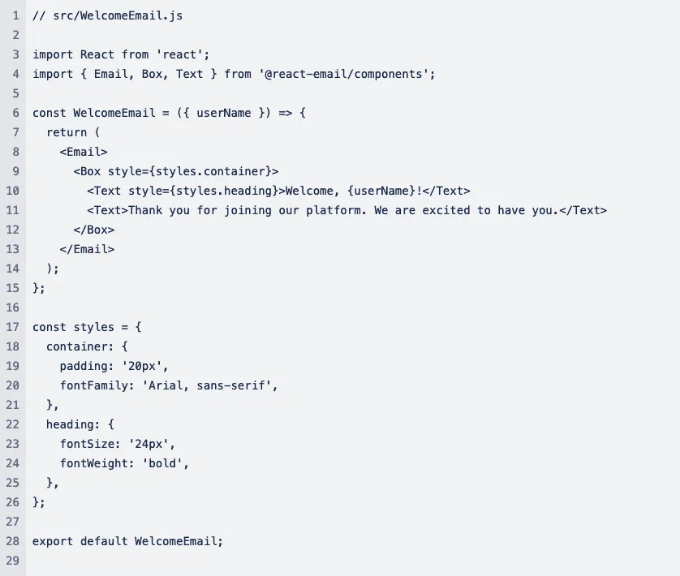 1 // src/WelcomeEmail.js
2
3 import React from 'react';
4 import { Email, Box, Text } from '@react-email/components';
5
6 const WelcomeEmail = ({ userName }) => {
7   return (
8     <Email>
9       <Box style={styles.container}>
10         <Text style={styles.heading}>Welcome, {userName}!</Text>
11         <Text>Thank you for joining our platform. We are excited to have you.</Text>
12       </Box>
13     </Email>
14   );
15 };
16
17 const styles = {
18   container: {
19     padding: '20px',
20     fontFamily: 'Arial, sans-serif',
21   },
22   heading: {
23     fontSize: '24px',
24     fontWeight: 'bold',
25   },
26 };
27
28 export default WelcomeEmail;
29